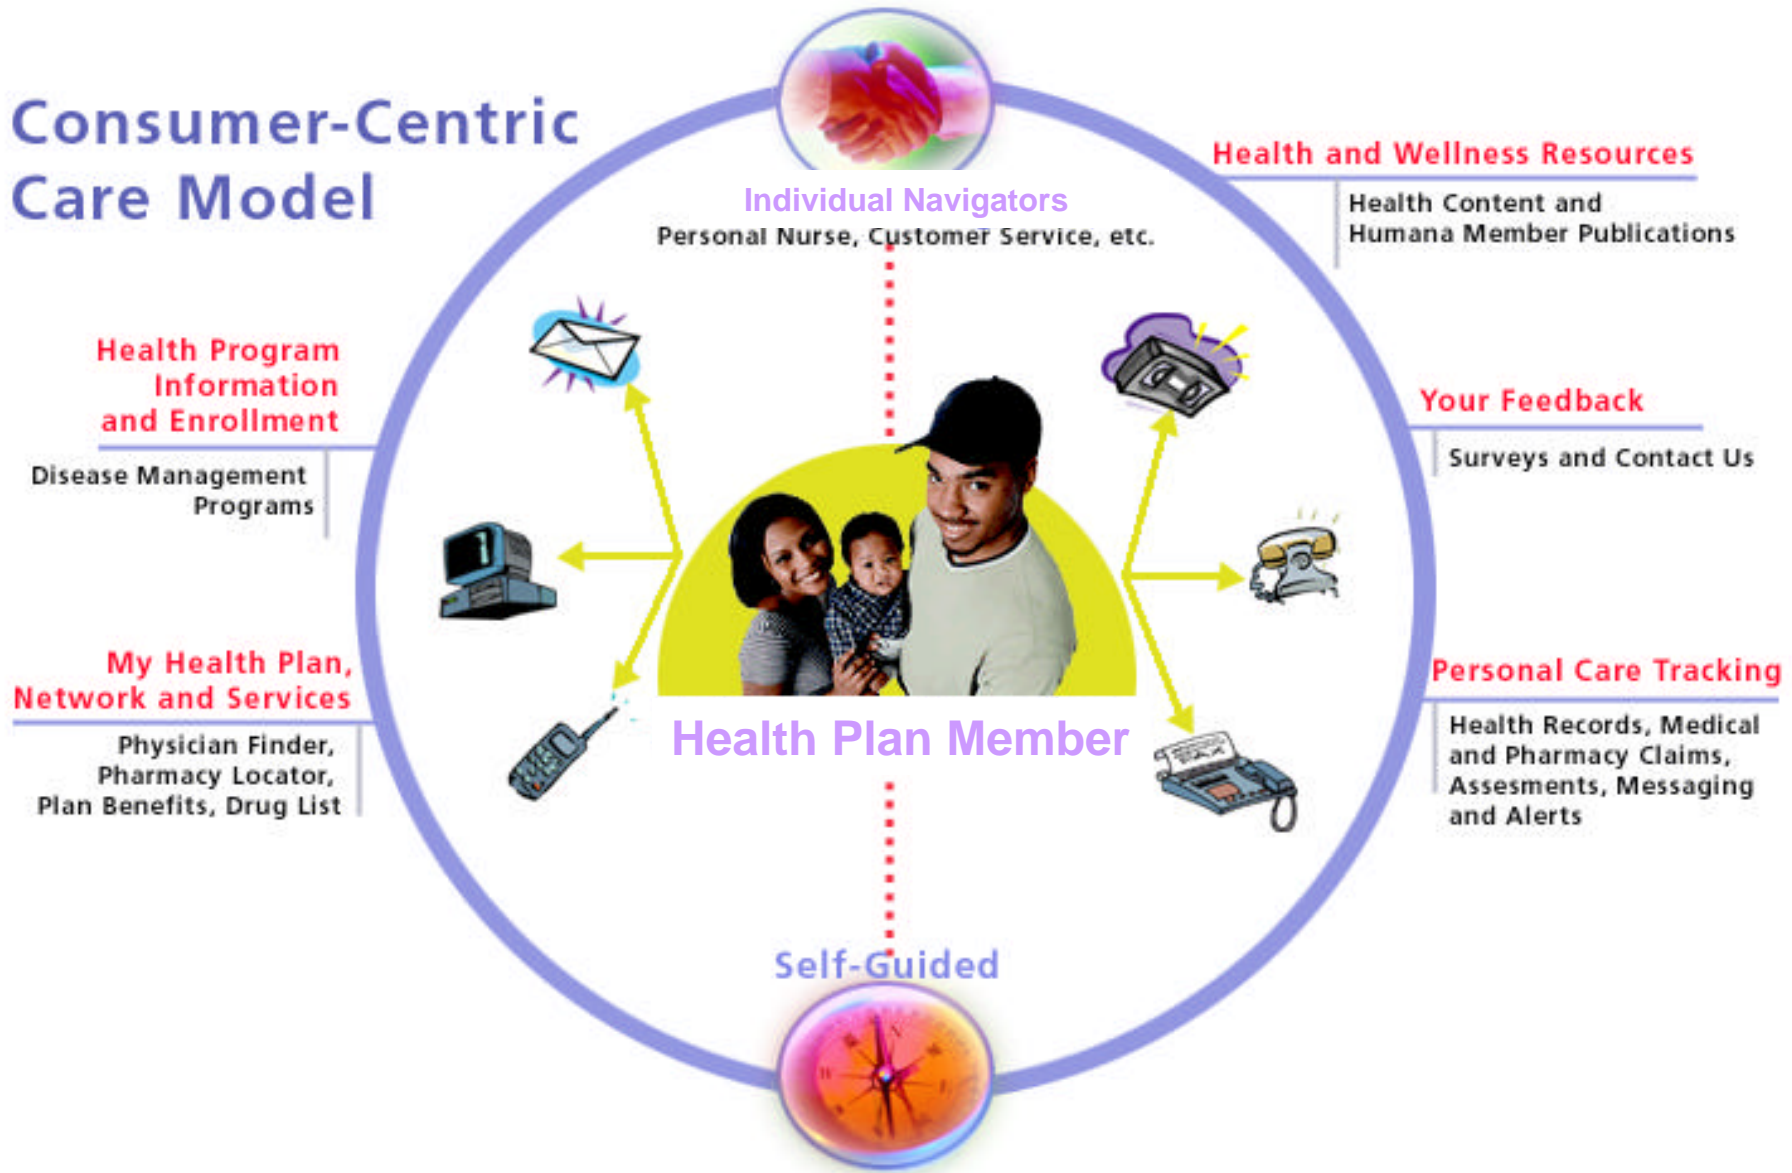 Consumer-Centric
Care Model
Individual Navigators
Personal Nurse, Customer Service, etc.
Health and Wellness Resources
Health Content and
Humana Member Publications
Health Program
Information
and Enrollment
Disease Management
Programs
Your Feedback
Surveys and Contact Us
My Health Plan,
Network and Services
Physician Finder,
Pharmacy Locator,
Plan Benefits, Drug List
Health Plan Member
Personal Care Tracking
Health Records, Medical
and Pharmacy Claims,
Assesments, Messaging
and Alerts
Self-Guided
N